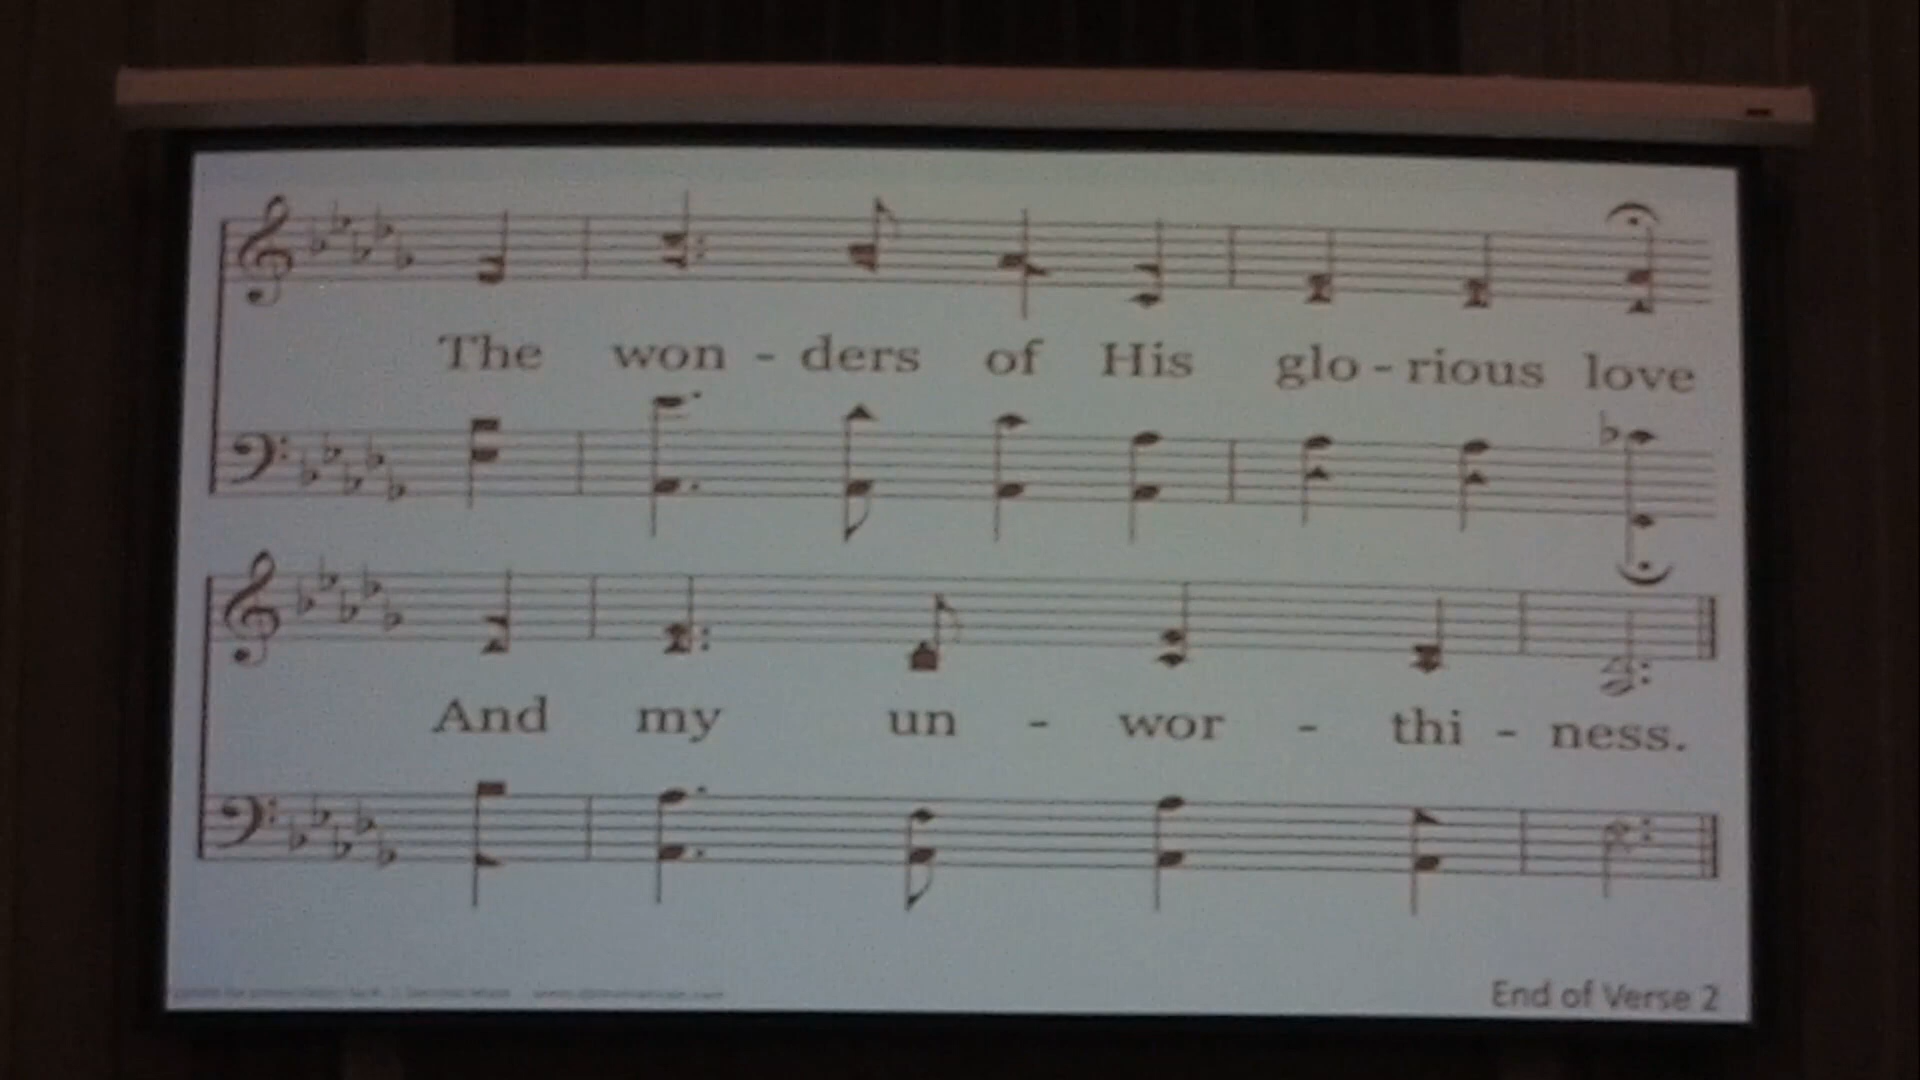 The won - ders of His glo - rious love
And my un - wor - thi - ness.
End of Verse 2